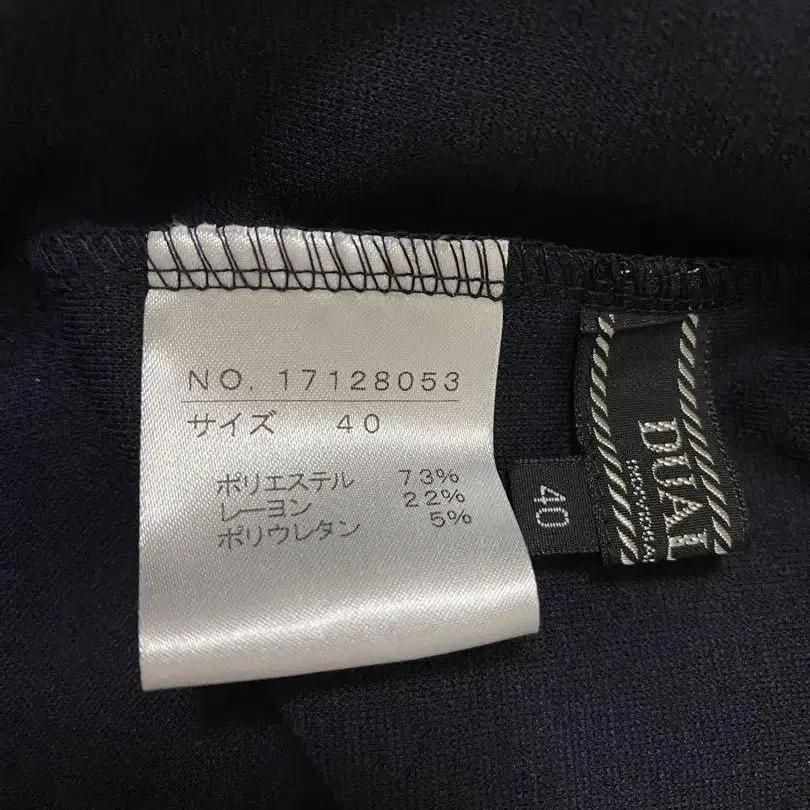 NO. 17128053
サイズ 40
ポリエステル 73%
レーヨン 22%
ポリウレタン 5%
40
DUAL